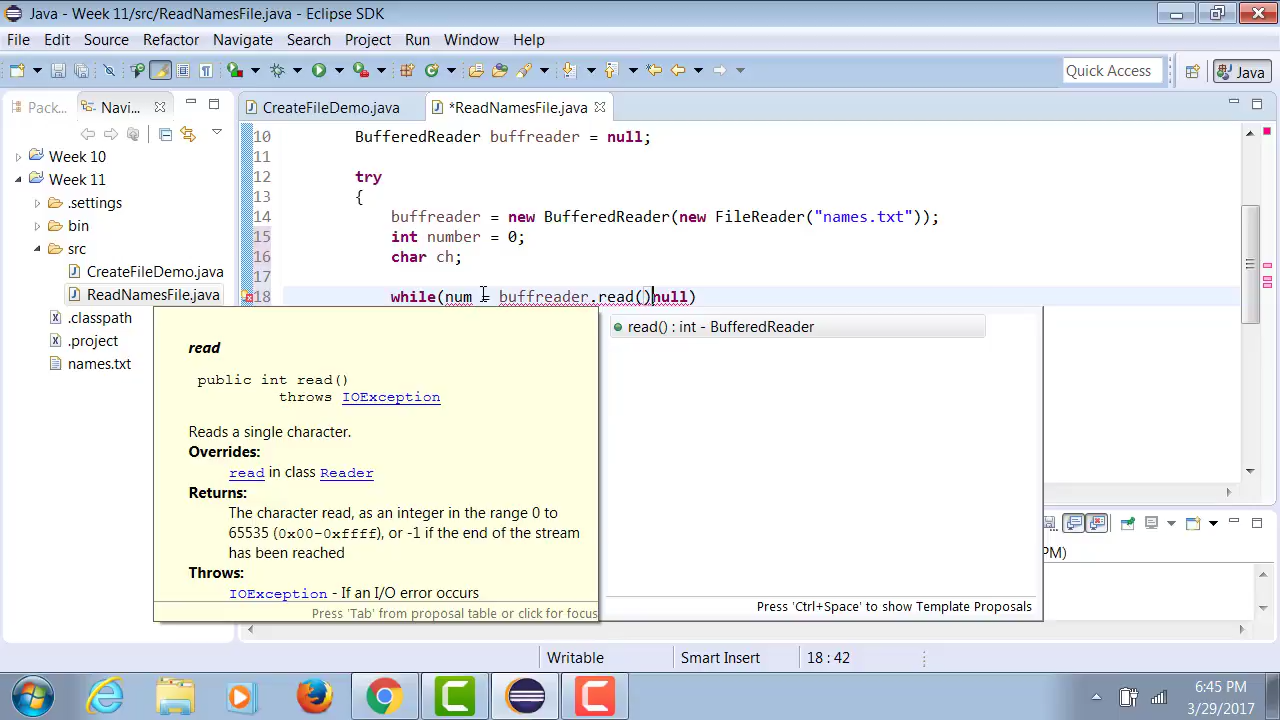 Java - Week 11/src/ReadNamesFile.java - Eclipse SDK
File Edit Source Refactor Navigate Search Project Run Window Help
Quick Access
Java
Pack...
Navi...
CreateFileDemo.java
*ReadNamesFile.java
Week 10
Week 11
.settings
bin
src
CreateFileDemo.java
ReadNamesFile.java
.classpath
.project
names.txt
10 BufferedReader buffreader = null;
11
12 try
13 {
14 buffreader = new BufferedReader(new FileReader("names.txt"));
15 int number = 0;
16 char ch;
17
18 while(num = buffreader.read()null)
read
public int read()
throws IOException
Reads a single character.
Overrides:
read in class Reader
Returns:
The character read, as an integer in the range 0 to
65535 (0x00-0xffff), or -1 if the end of the stream
has been reached
Throws:
IOException - If an I/O error occurs
Press 'Tab' from proposal table or click for focus
read() : int - BufferedReader
Press 'Ctrl+Space' to show Template Proposals
PM)
Writable
Smart Insert
18 : 42
6:45 PM
3/29/2017